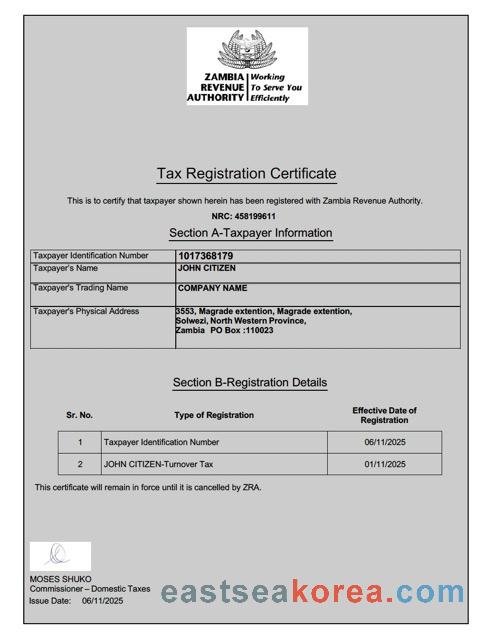 ZAMBIA
REVENUE
AUTHORITY
Working
To Serve You
Efficiently
Tax Registration Certificate
This is to certify that taxpayer shown herein has been registered with Zambia Revenue Authority.
NRC: 458199611
Section A-Taxpayer Information
Taxpayer Identification Number 1017368179
Taxpayer's Name JOHN CITIZEN
Taxpayer's Trading Name COMPANY NAME
Taxpayer's Physical Address 3553, Magrade extention, Magrade extention,
Solwezi, North Western Province,
Zambia PO Box :110023
Section B-Registration Details
Sr. No. Type of Registration Effective Date of Registration
1 Taxpayer Identification Number 06/11/2025
2 JOHN CITIZEN-Turnover Tax 01/11/2025
This certificate will remain in force until it is cancelled by ZRA.
MOSES SHUKO
Commissioner – Domestic Taxes
Issue Date: 06/11/2025
eastseakorea.com